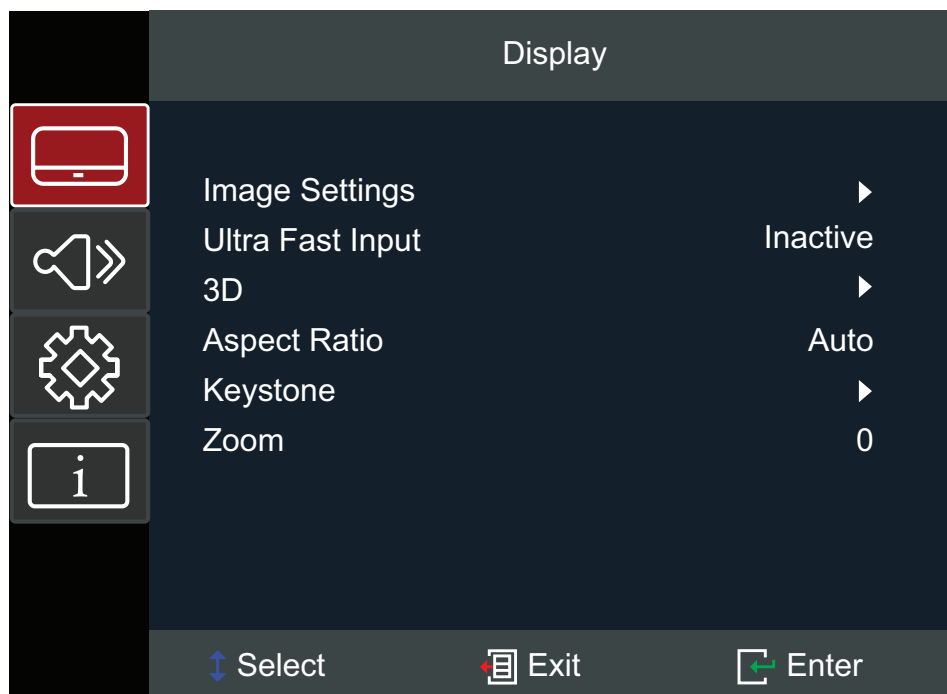 Display
Image Settings
Ultra Fast Input Inactive
3D
Aspect Ratio Auto
Keystone
Zoom 0
i
Select Exit Enter